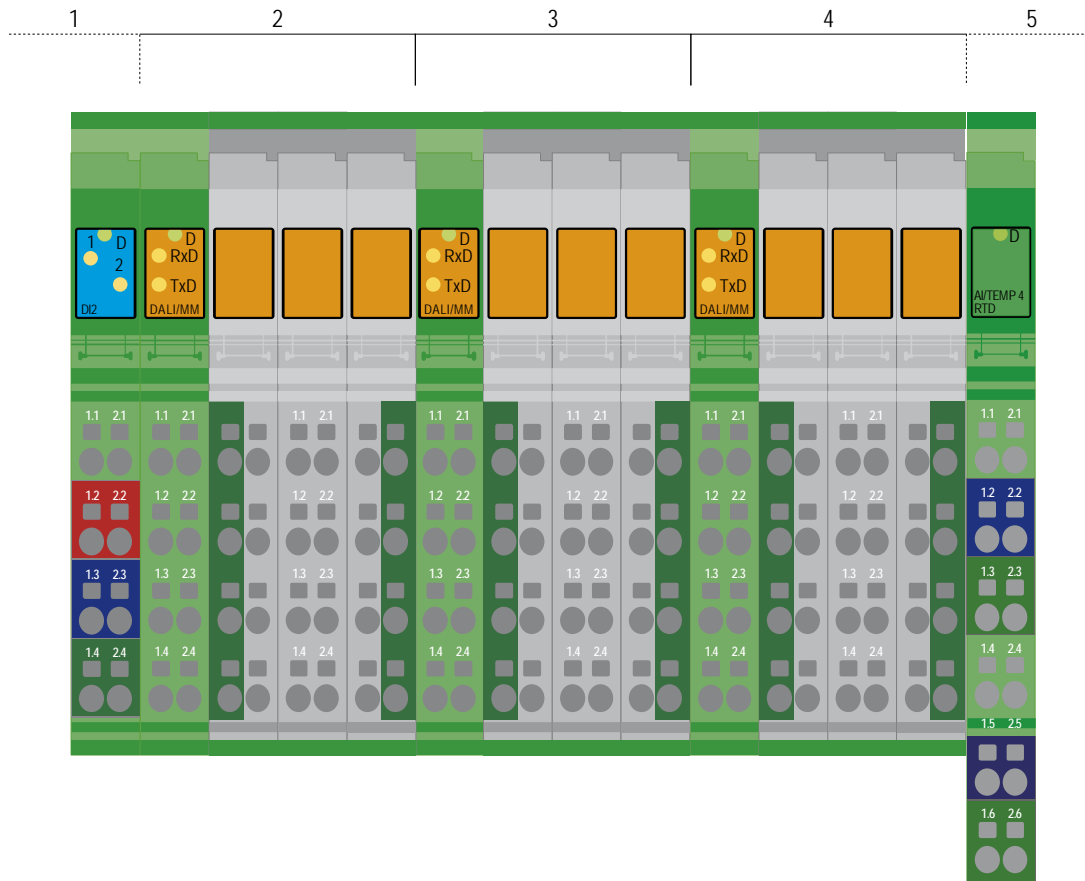 1 2 3 4 5
1 D
2
DI2
D
RxD
TxD
DALI/MM
D
RxD
TxD
DALI/MM
D
RxD
TxD
DALI/MM
D
AI/TEMP 4
RTD
1.1 2.1 1.1 2.1 1.1 2.1 1.1 2.1 1.1 2.1 1.1 2.1 1.1 2.1 1.1 2.1
1.2 2.2 1.2 2.2 1.2 2.2 1.2 2.2 1.2 2.2 1.2 2.2 1.2 2.2 1.2 2.2
1.3 2.3 1.3 2.3 1.3 2.3 1.3 2.3 1.3 2.3 1.3 2.3 1.3 2.3 1.3 2.3
1.4 2.4 1.4 2.4 1.4 2.4 1.4 2.4 1.4 2.4 1.4 2.4 1.4 2.4 1.4 2.4
1.5 2.5
1.6 2.6